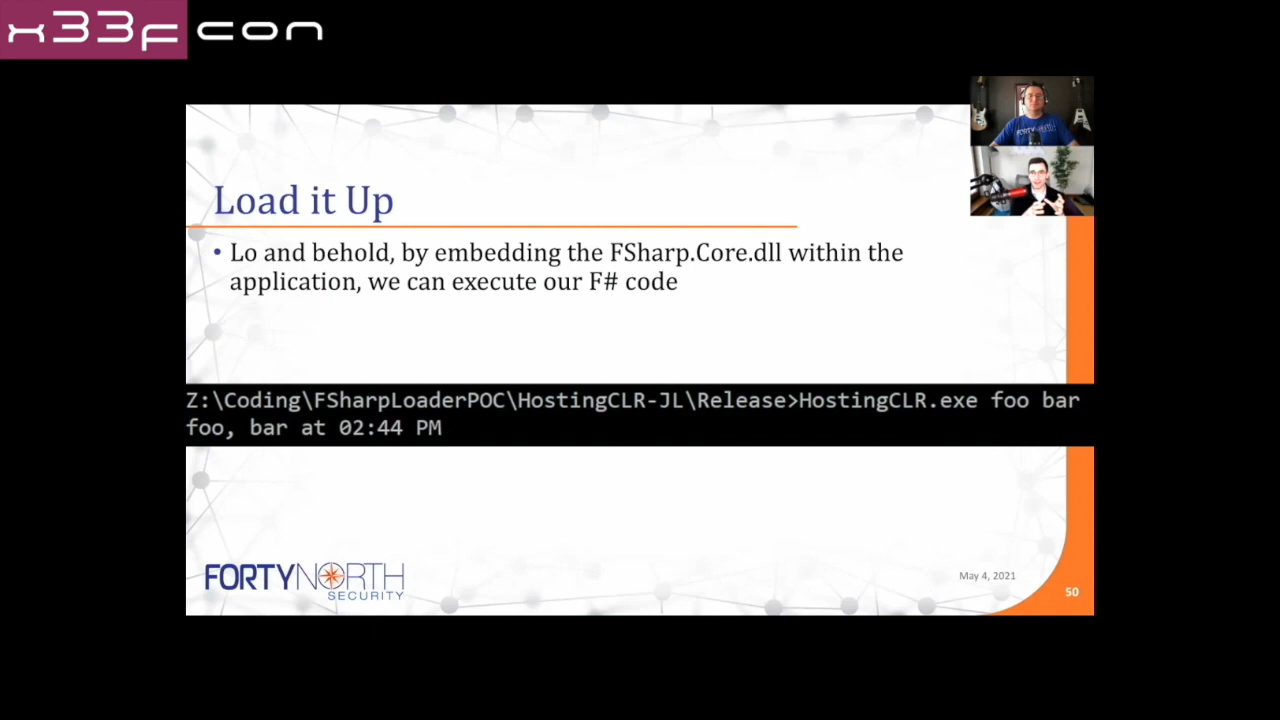 x33fcon
Load it Up
• Lo and behold, by embedding the FSharp.Core.dll within the
application, we can execute our F# code
Z:\Coding\FSharpLoaderPOC\HostingCLR-JL\Release>HostingCLR.exe foo bar
foo, bar at 02:44 PM
FORTYNORTH
SECURITY
May 4, 2021
50